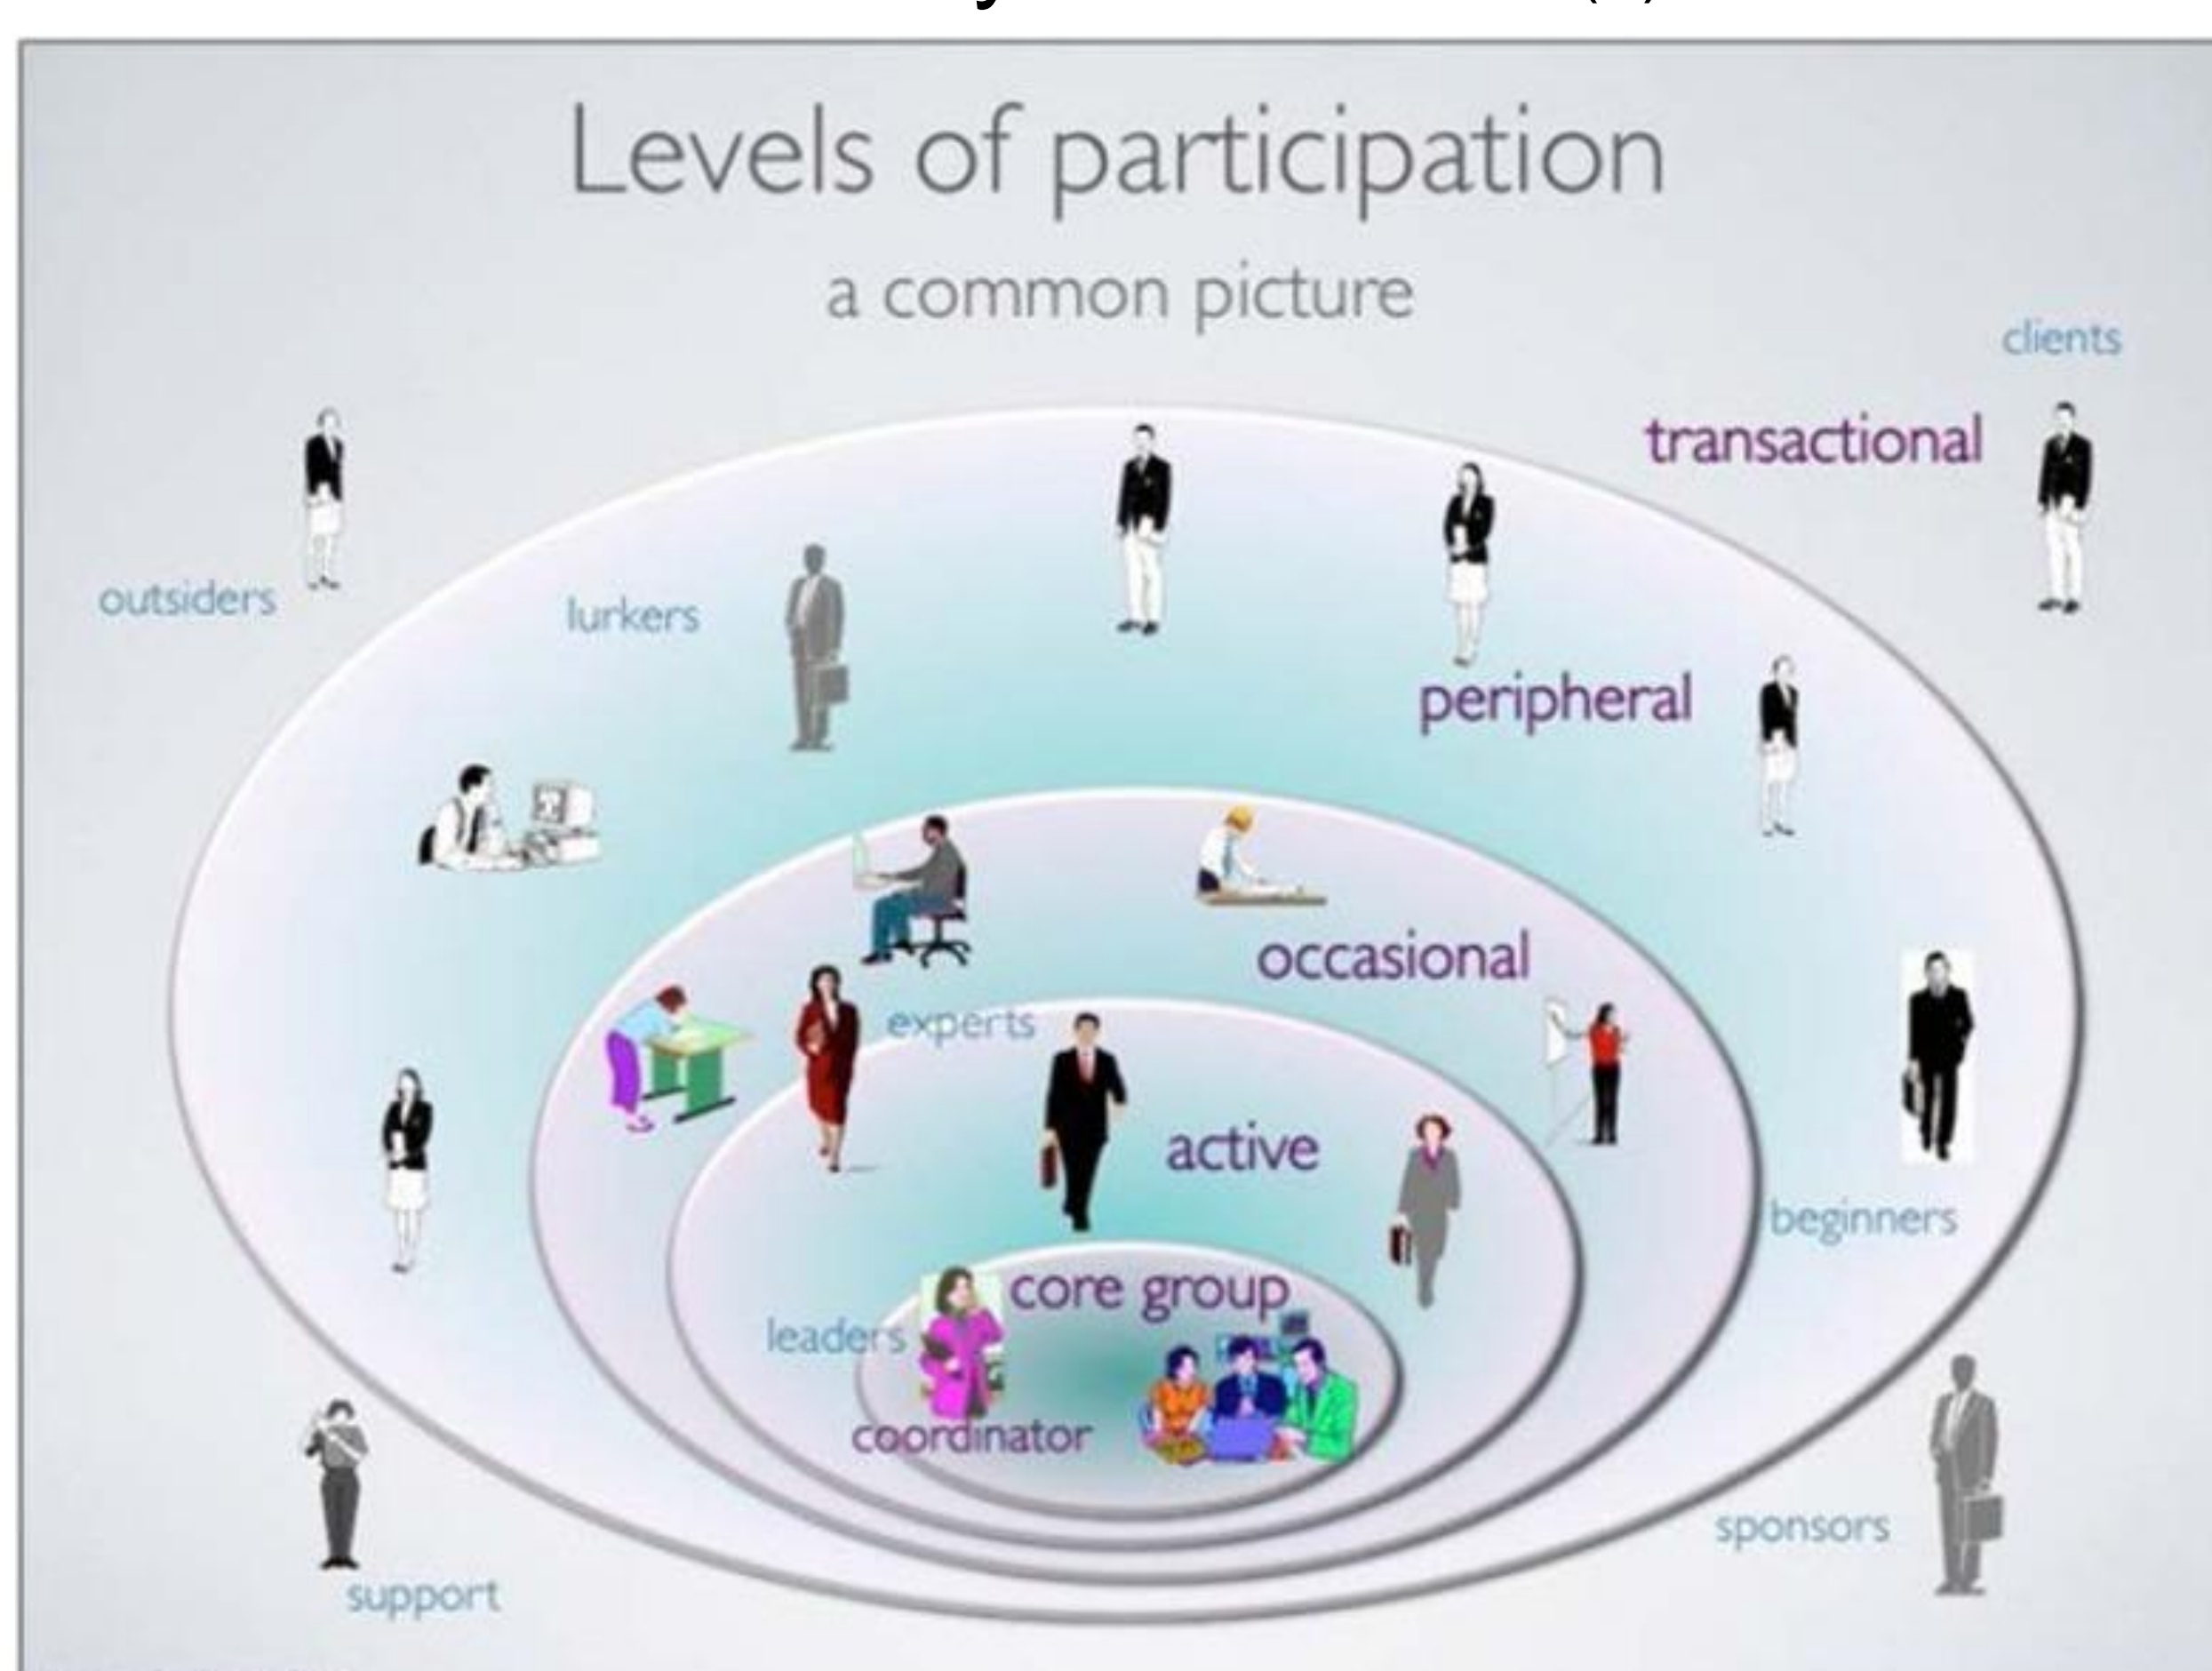 Levels of participation
a common picture
clients
transactional
outsiders
lurkers
peripheral
occasional
experts
active
beginners
core group
leaders
coordinator
sponsors
support